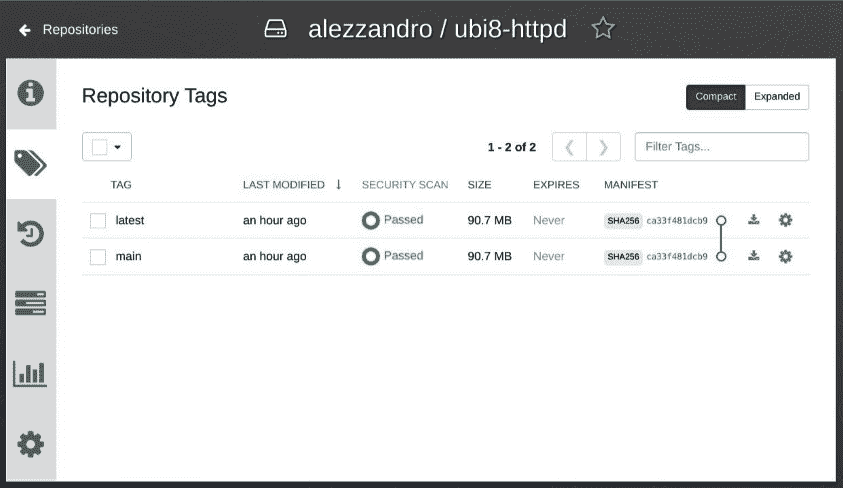 Repositories alezzandro / ubi8-httpd
Repository Tags Compact Expanded
1 - 2 of 2 Filter Tags...
TAG LAST MODIFIED ↓ SECURITY SCAN SIZE EXPIRES MANIFEST
latest an hour ago Passed 90.7 MB Never SHA256 ca33f481dcb9
main an hour ago Passed 90.7 MB Never SHA256 ca33f481dcb9